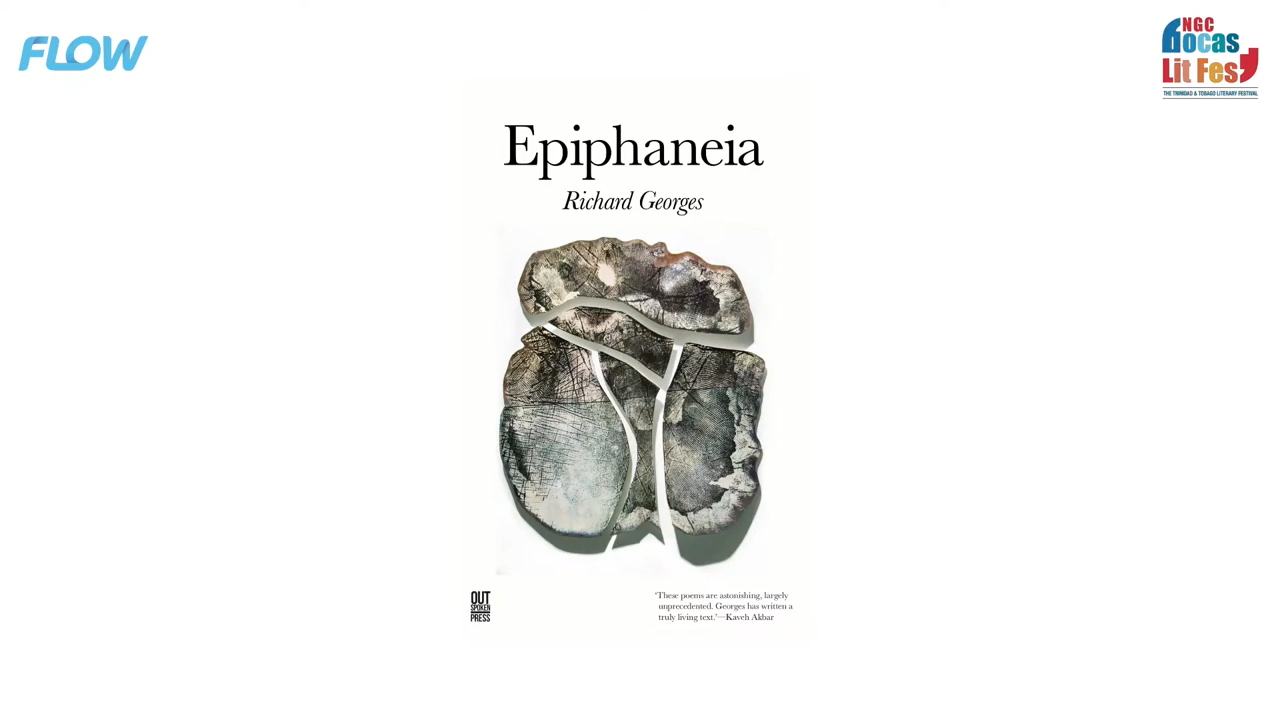 FLOW
NGC
Bocas
Lit Fest
THE TRINIDAD & TOBAGO LITERARY FESTIVAL
Epiphaneia
Richard Georges
OUT
SPOKEN
PRESS
"These poems are astonishing, largely
unprecedented. Georges has written a
truly living text."—Kaveh Akbar